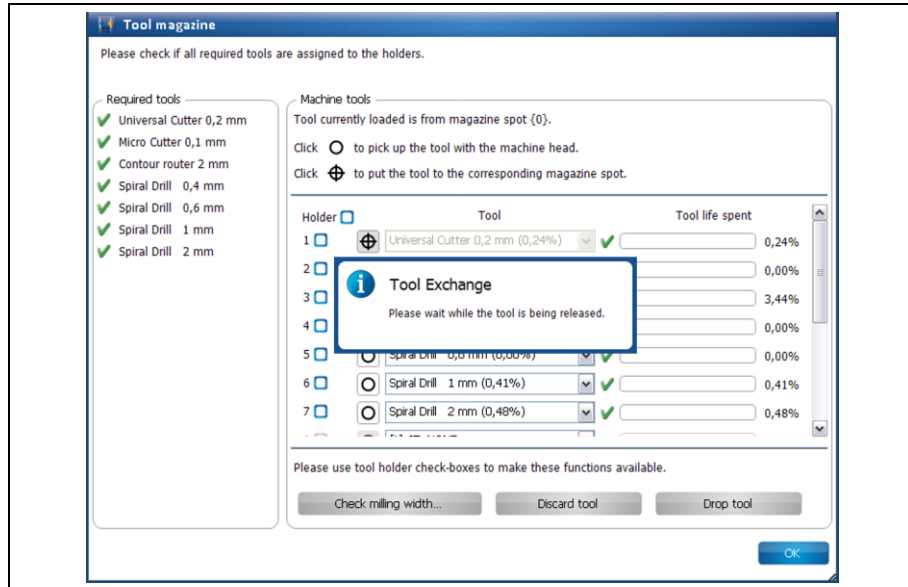 Tool magazine
Please check if all required tools are assigned to the holders.
Required tools
Universal Cutter 0,2 mm
Micro Cutter 0,1 mm
Contour router 2 mm
Spiral Drill 0,4 mm
Spiral Drill 0,6 mm
Spiral Drill 1 mm
Spiral Drill 2 mm
Machine tools
Tool currently loaded is from magazine spot {0}.
Click to pick up the tool with the machine head.
Click to put the tool to the corresponding magazine spot.
Holder Tool Tool life spent
1 Universal Cutter 0,2 mm (0,24%) 0,24%
2 0,00%
3 3,44%
4 0,00%
Tool Exchange
Please wait while the tool is being released.
5 Spiral Drill 0,6 mm (0,00%) 0,00%
6 Spiral Drill 1 mm (0,41%) 0,41%
7 Spiral Drill 2 mm (0,48%) 0,48%
Please use tool holder check-boxes to make these functions available.
Check milling width... Discard tool Drop tool
OK